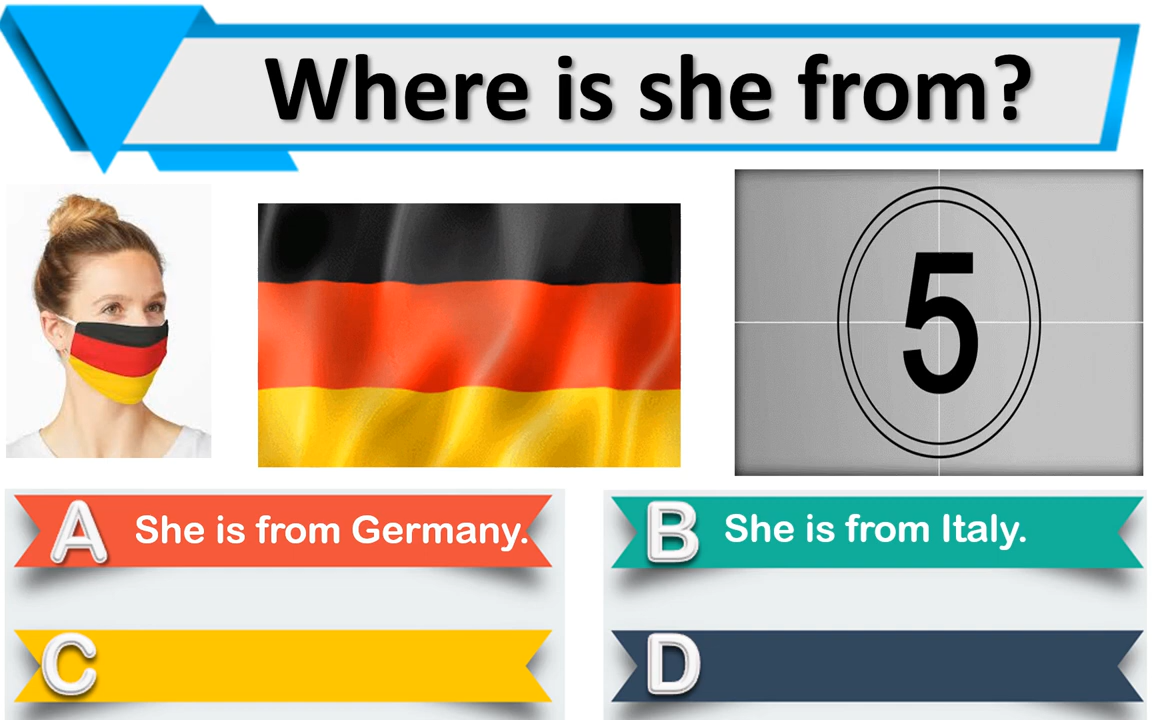 Where is she from?
5
A She is from Germany.
B She is from Italy.
C
D